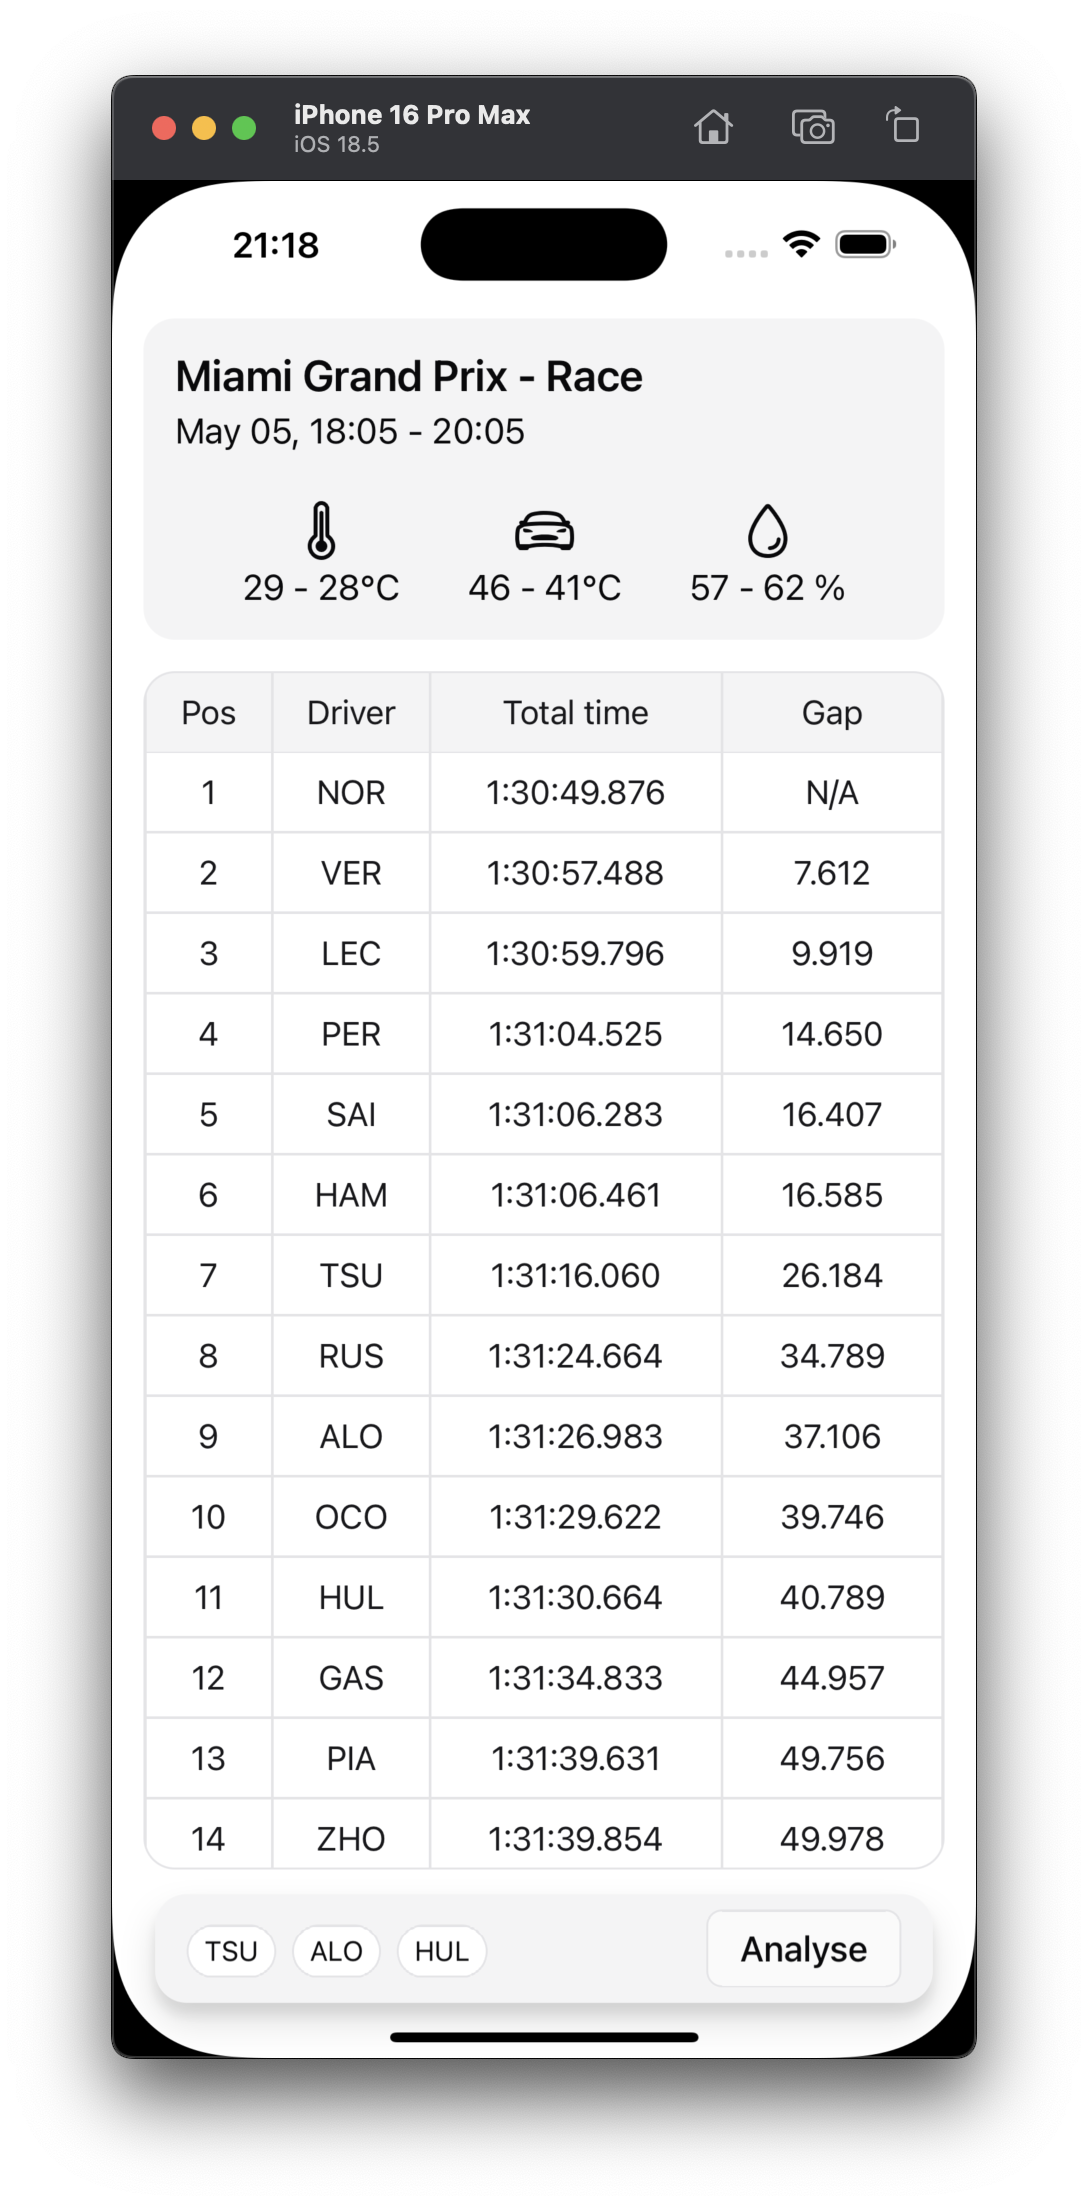 iPhone 16 Pro Max
iOS 18.5
21:18
Miami Grand Prix - Race
May 05, 18:05 - 20:05
29 - 28°C 46 - 41°C 57 - 62 %
Pos Driver Total time Gap
1 NOR 1:30:49.876 N/A
2 VER 1:30:57.488 7.612
3 LEC 1:30:59.796 9.919
4 PER 1:31:04.525 14.650
5 SAI 1:31:06.283 16.407
6 HAM 1:31:06.461 16.585
7 TSU 1:31:16.060 26.184
8 RUS 1:31:24.664 34.789
9 ALO 1:31:26.983 37.106
10 OCO 1:31:29.622 39.746
11 HUL 1:31:30.664 40.789
12 GAS 1:31:34.833 44.957
13 PIA 1:31:39.631 49.756
14 ZHO 1:31:39.854 49.978
TSU ALO HUL Analyse